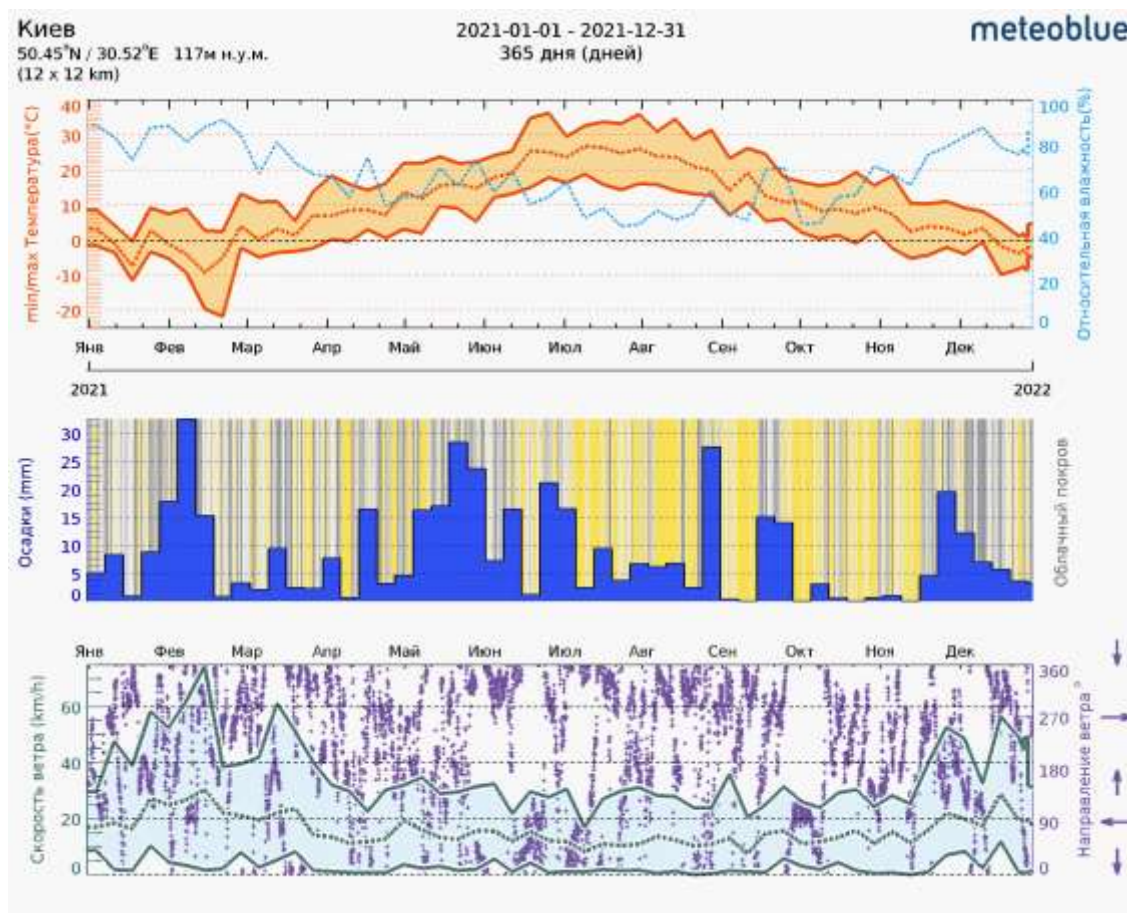 Киев
50.45°N / 30.52°E 117м н.у.м.
(12 x 12 km)
2021-01-01 - 2021-12-31
365 дня (дней)
meteoblue
min/max Температура(°C)
40
30
20
10
0
-10
-20
100
80
60
40
20
0
Относительная влажность(%)
Янв Фев Мар Апр Май Июн Июл Авг Сен Окт Ноя Дек
2021 2022
Осадки (mm)
30
25
20
15
10
5
0
Облачный покров
Янв Фев Мар Апр Май Июн Июл Авг Сен Окт Ноя Дек
Скорость ветра (km/h)
60
40
20
0
360
270
180
90
0
Направление ветра °